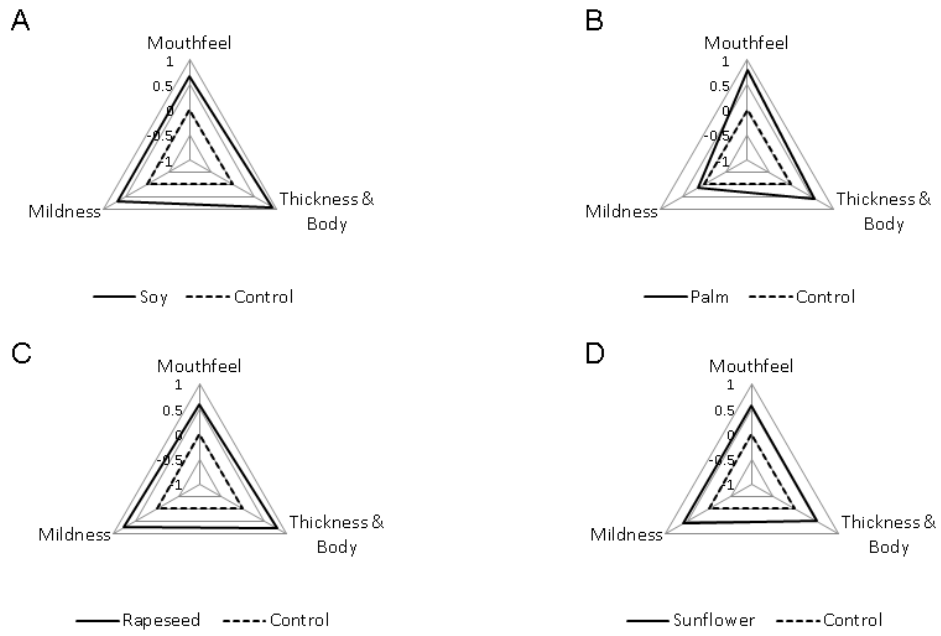 A
Mouthfeel
1
0.5
0
-0.5
-1
Mildness
Thickness &
Body
Soy
Control
B
Mouthfeel
1
0.5
0
-0.5
-1
Mildness
Thickness &
Body
Palm
Control
C
Mouthfeel
1
0.5
0
-0.5
-1
Mildness
Thickness &
Body
Rapeseed
Control
D
Mouthfeel
1
0.5
0
-0.5
-1
Mildness
Thickness &
Body
Sunflower
Control